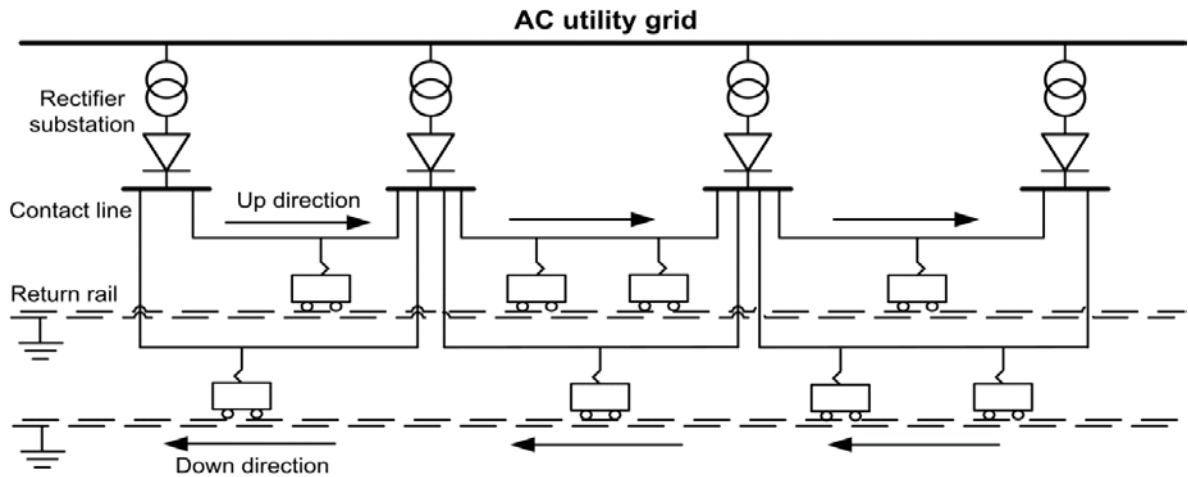 AC utility grid
Rectifier
substation
Contact line
Up direction
Return rail
Down direction